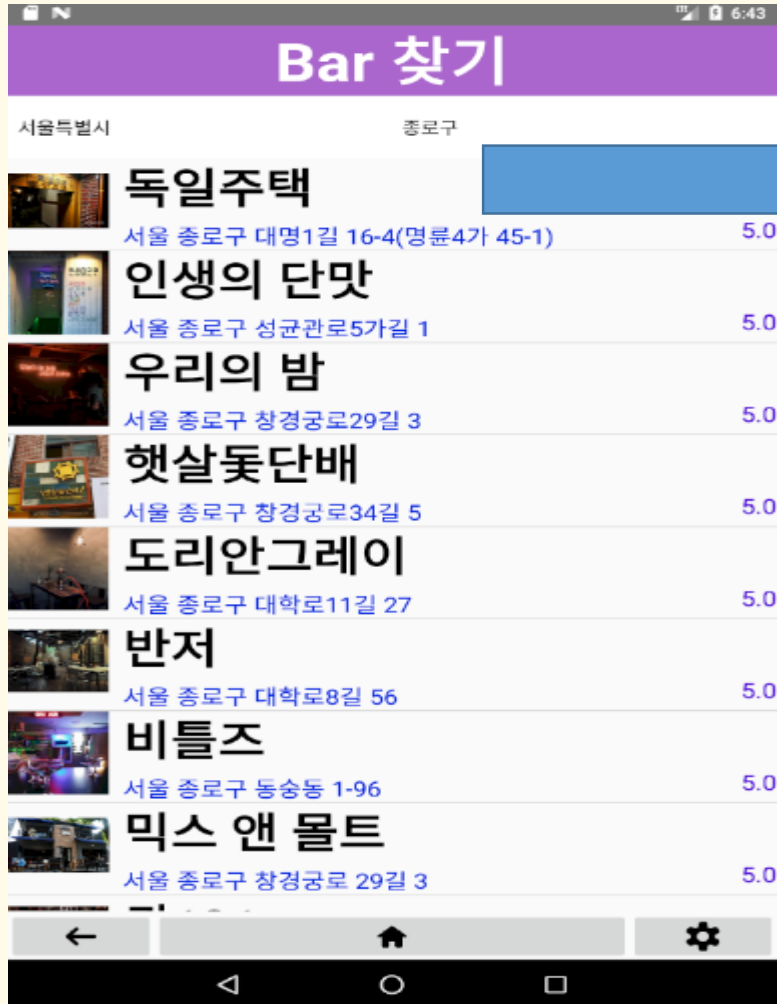 6:43
Bar 찾기
서울특별시 종로구
독일주택
서울 종로구 대명1길 16-4(명륜4가 45-1) 5.0
인생의 단맛
서울 종로구 성균관로5가길 1 5.0
우리의 밤
서울 종로구 창경궁로29길 3 5.0
햇살돛단배
서울 종로구 창경궁로34길 5 5.0
도리안그레이
서울 종로구 대학로11길 27 5.0
반저
서울 종로구 대학로8길 56 5.0
비틀즈
서울 종로구 동숭동 1-96 5.0
믹스 앤 몰트
서울 종로구 창경궁로 29길 3 5.0